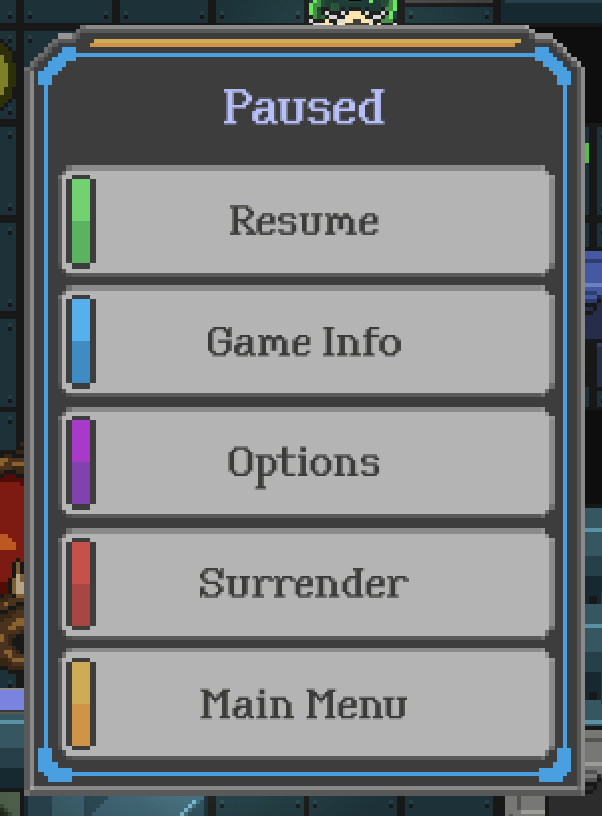 Paused
Resume
Game Info
Options
Surrender
Main Menu